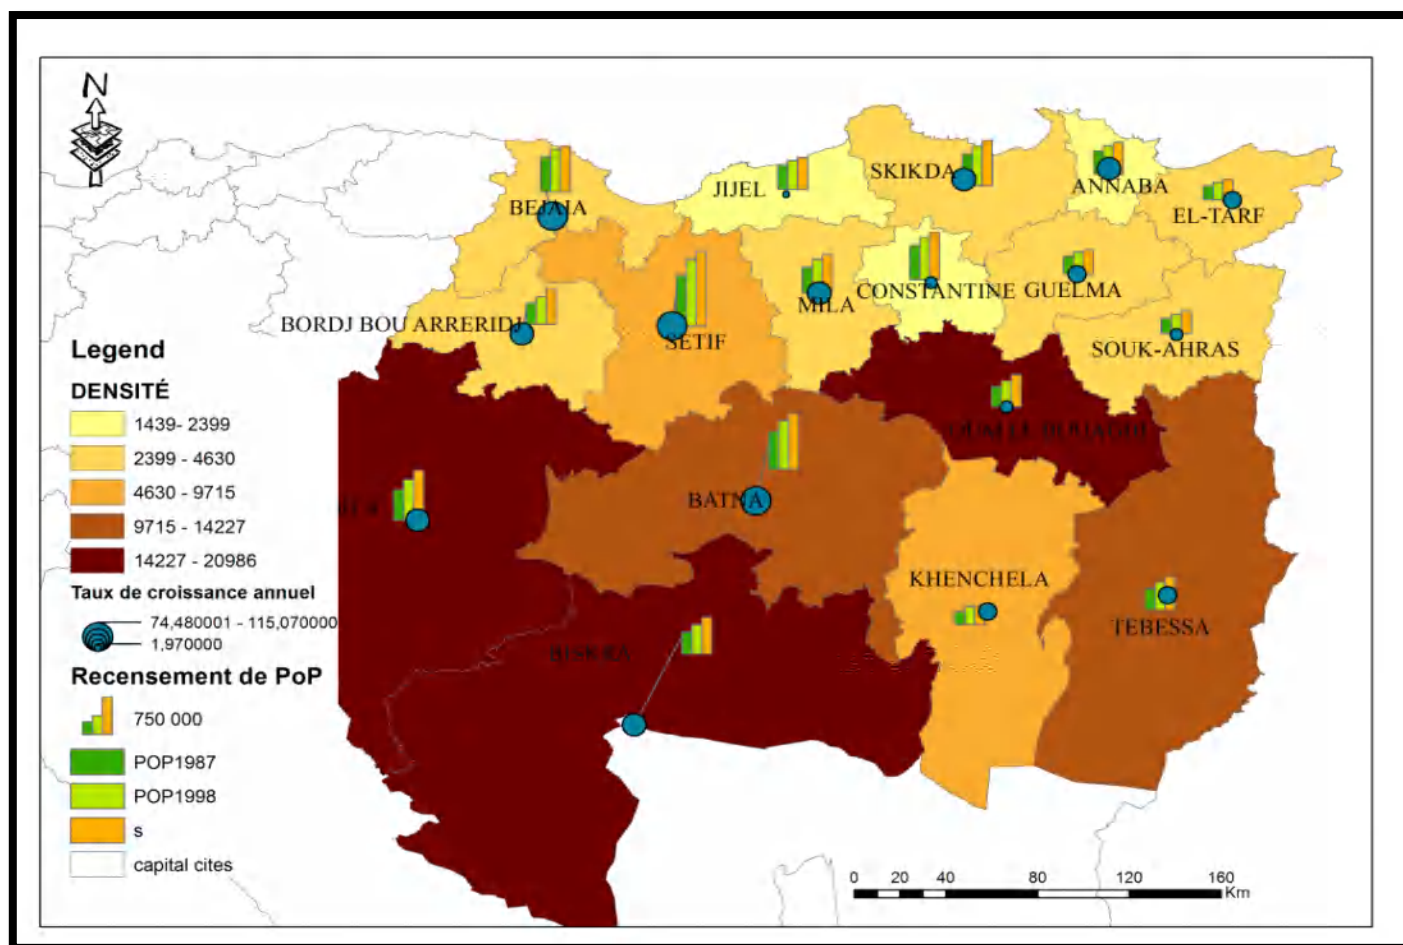 N
SKIKDA
JIJEL
ANNABA
BEJAIA
EL-TARF
CONSTANTINE
GUELMA
MILA
BORDJ BOU ARRERIDJ
SETIF
SOUK-AHRAS
OUM EL BOUAGHI
BATNA
KHENCHELA
TEBESSA
BISKRA
Legend
DENSITÉ
1439- 2399
2399 - 4630
4630 - 9715
9715 - 14227
14227 - 20986
Taux de croissance annuel
74,480001 - 115,070000
1,970000
Recensement de PoP
750 000
POP1987
POP1998
s
capital cites
0 20 40 80 120 160
Km